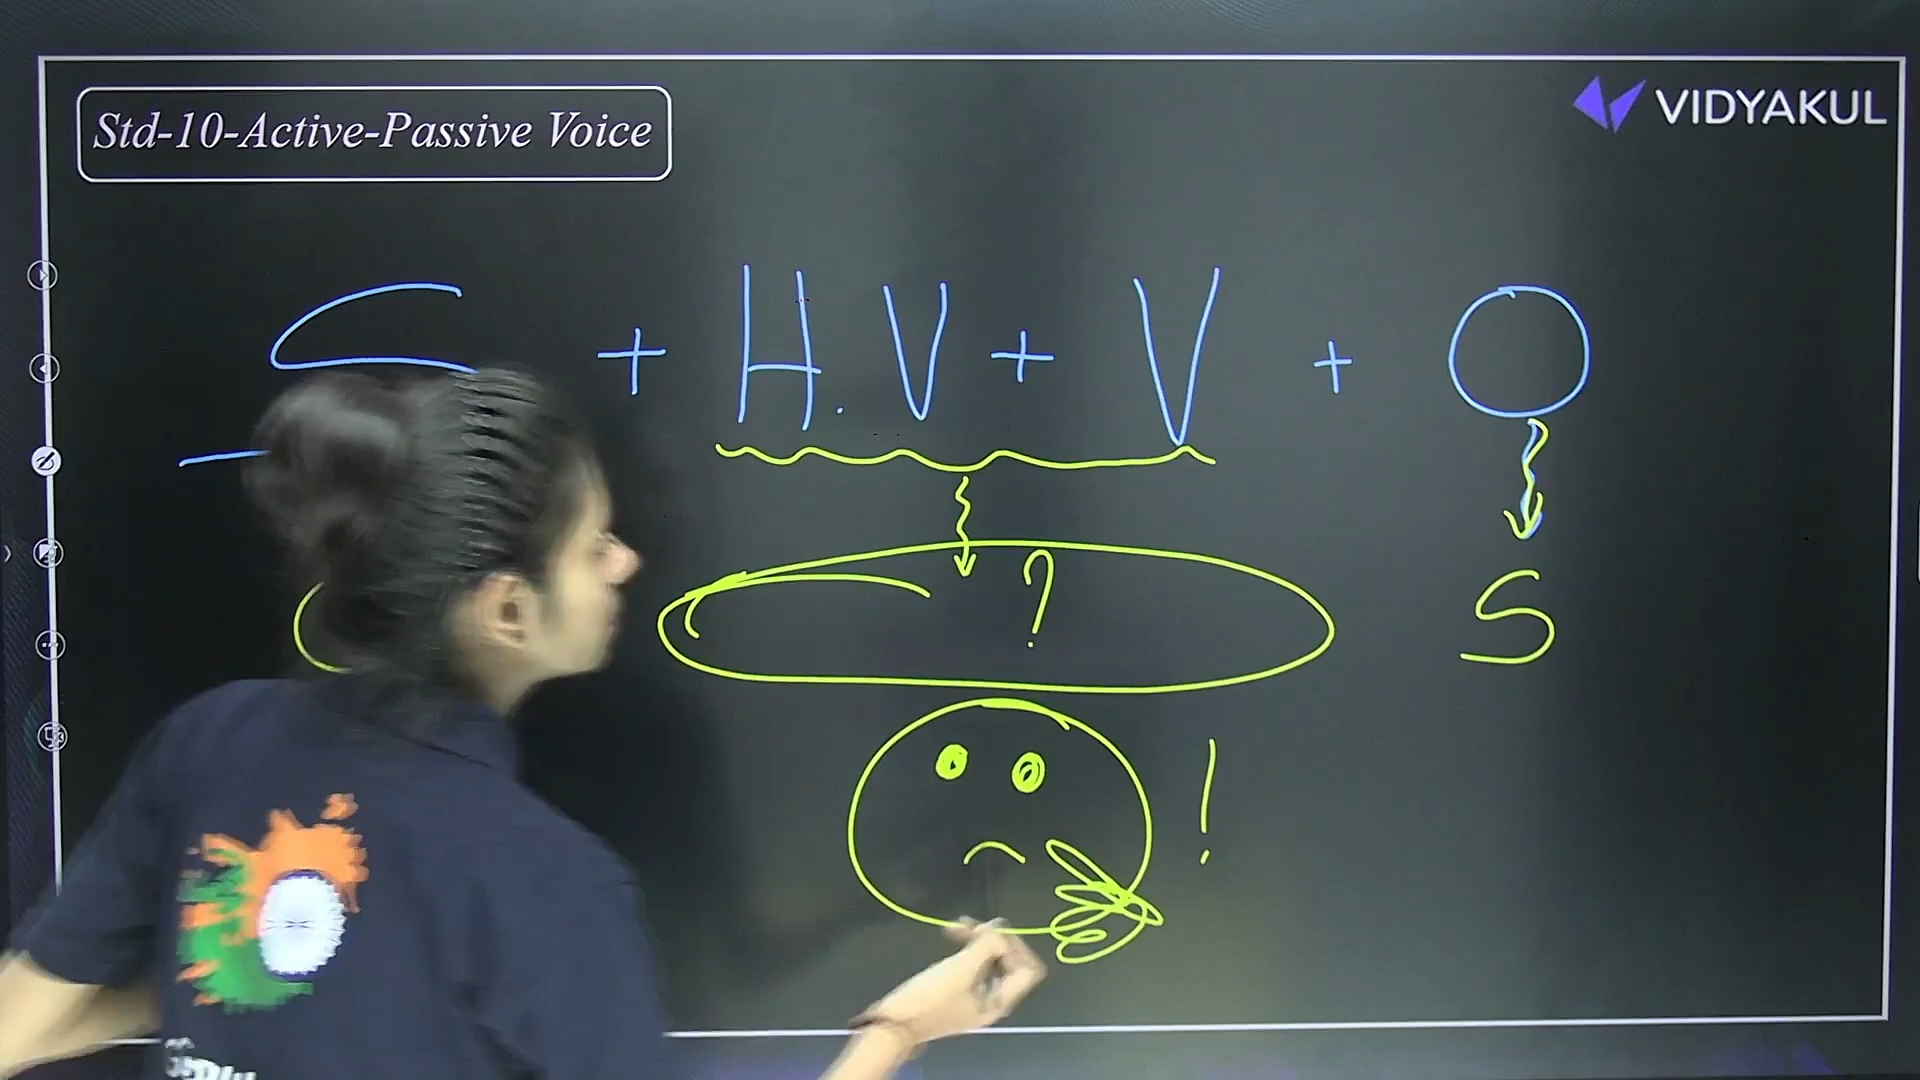 Std-10-Active-Passive Voice
VIDYAKUL
S + H.V + V + O
?
S
!